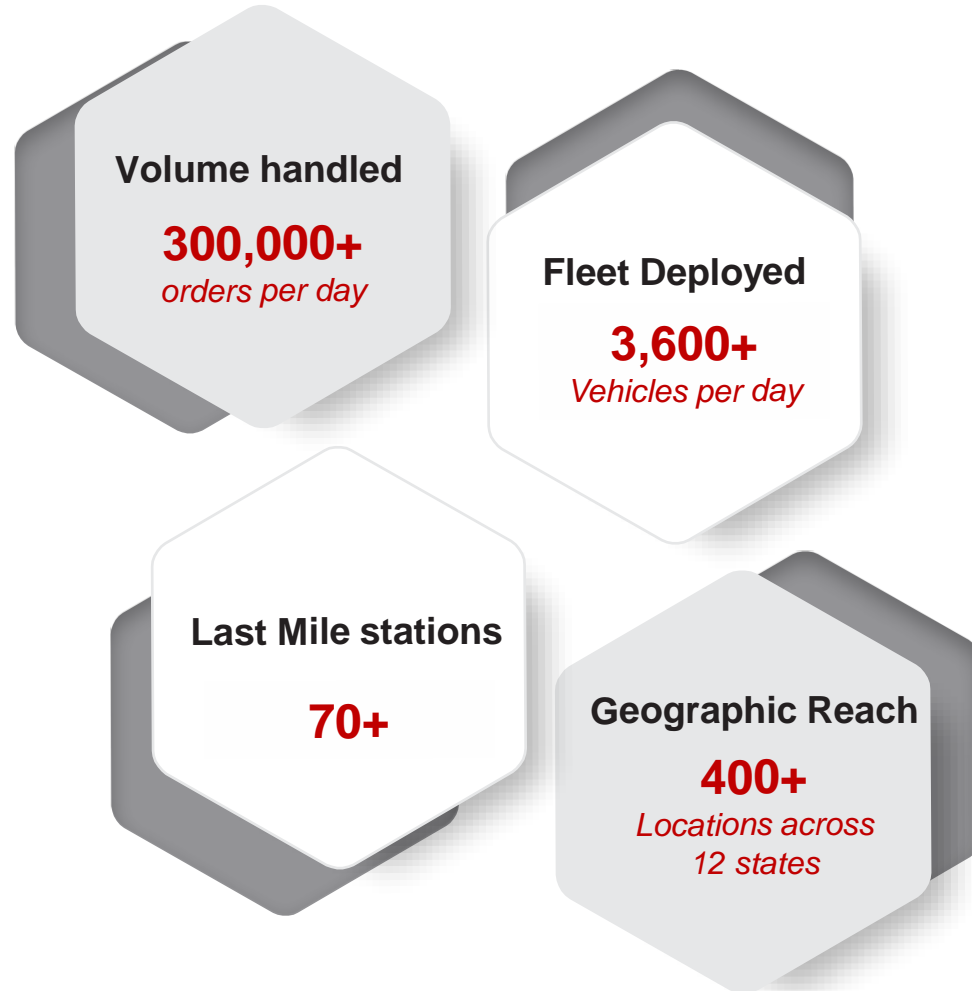 Volume handled
300,000+
orders per day
Fleet Deployed
3,600+
Vehicles per day
Last Mile stations
70+
Geographic Reach
400+
Locations across
12 states